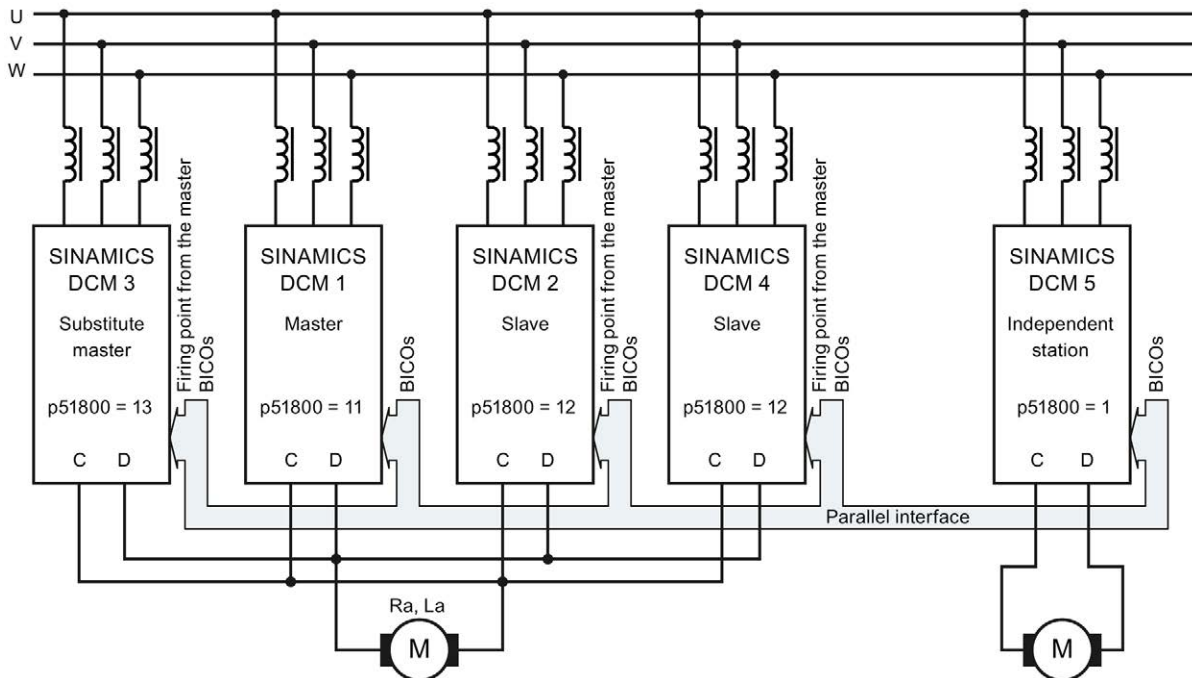 U
V
W
SINAMICS
DCM 3
Substitute
master
p51800 = 13
C D
Firing point from the master
BICOs
SINAMICS
DCM 1
Master
p51800 = 11
C D
BICOs
SINAMICS
DCM 2
Slave
p51800 = 12
C D
Firing point from the master
BICOs
SINAMICS
DCM 4
Slave
p51800 = 12
C D
Firing point from the master
BICOs
SINAMICS
DCM 5
Independent
station
p51800 = 1
C D
BICOs
Parallel interface
Ra, La
M
M